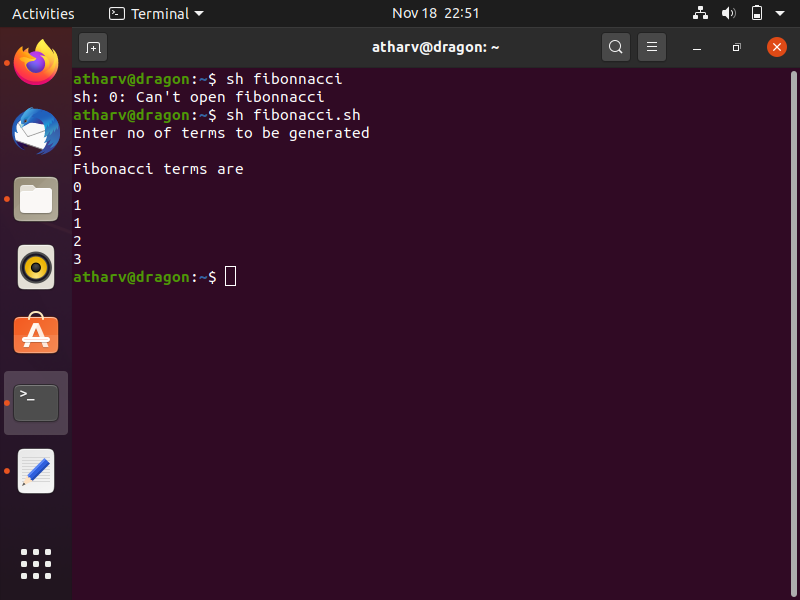 Activities
Terminal
Nov 18 22:51
atharv@dragon: ~
atharv@dragon:~$ sh fibonnacci
sh: 0: Can't open fibonnacci
atharv@dragon:~$ sh fibonacci.sh
Enter no of terms to be generated
5
Fibonacci terms are
0
1
1
2
3
atharv@dragon:~$
>_